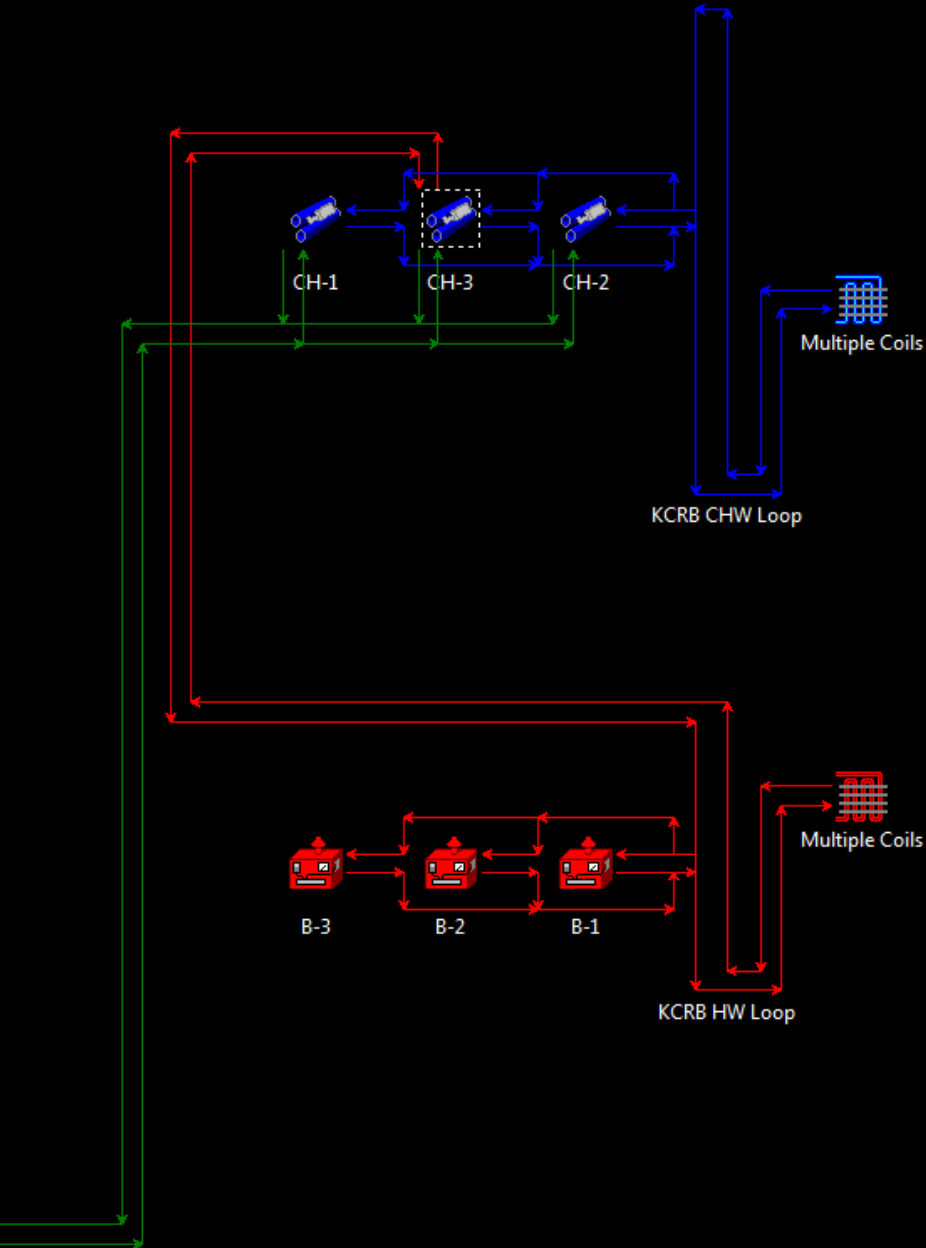 CH-1
CH-3
CH-2
Multiple Coils
KCRB CHW Loop
Multiple Coils
B-3
B-2
B-1
KCRB HW Loop